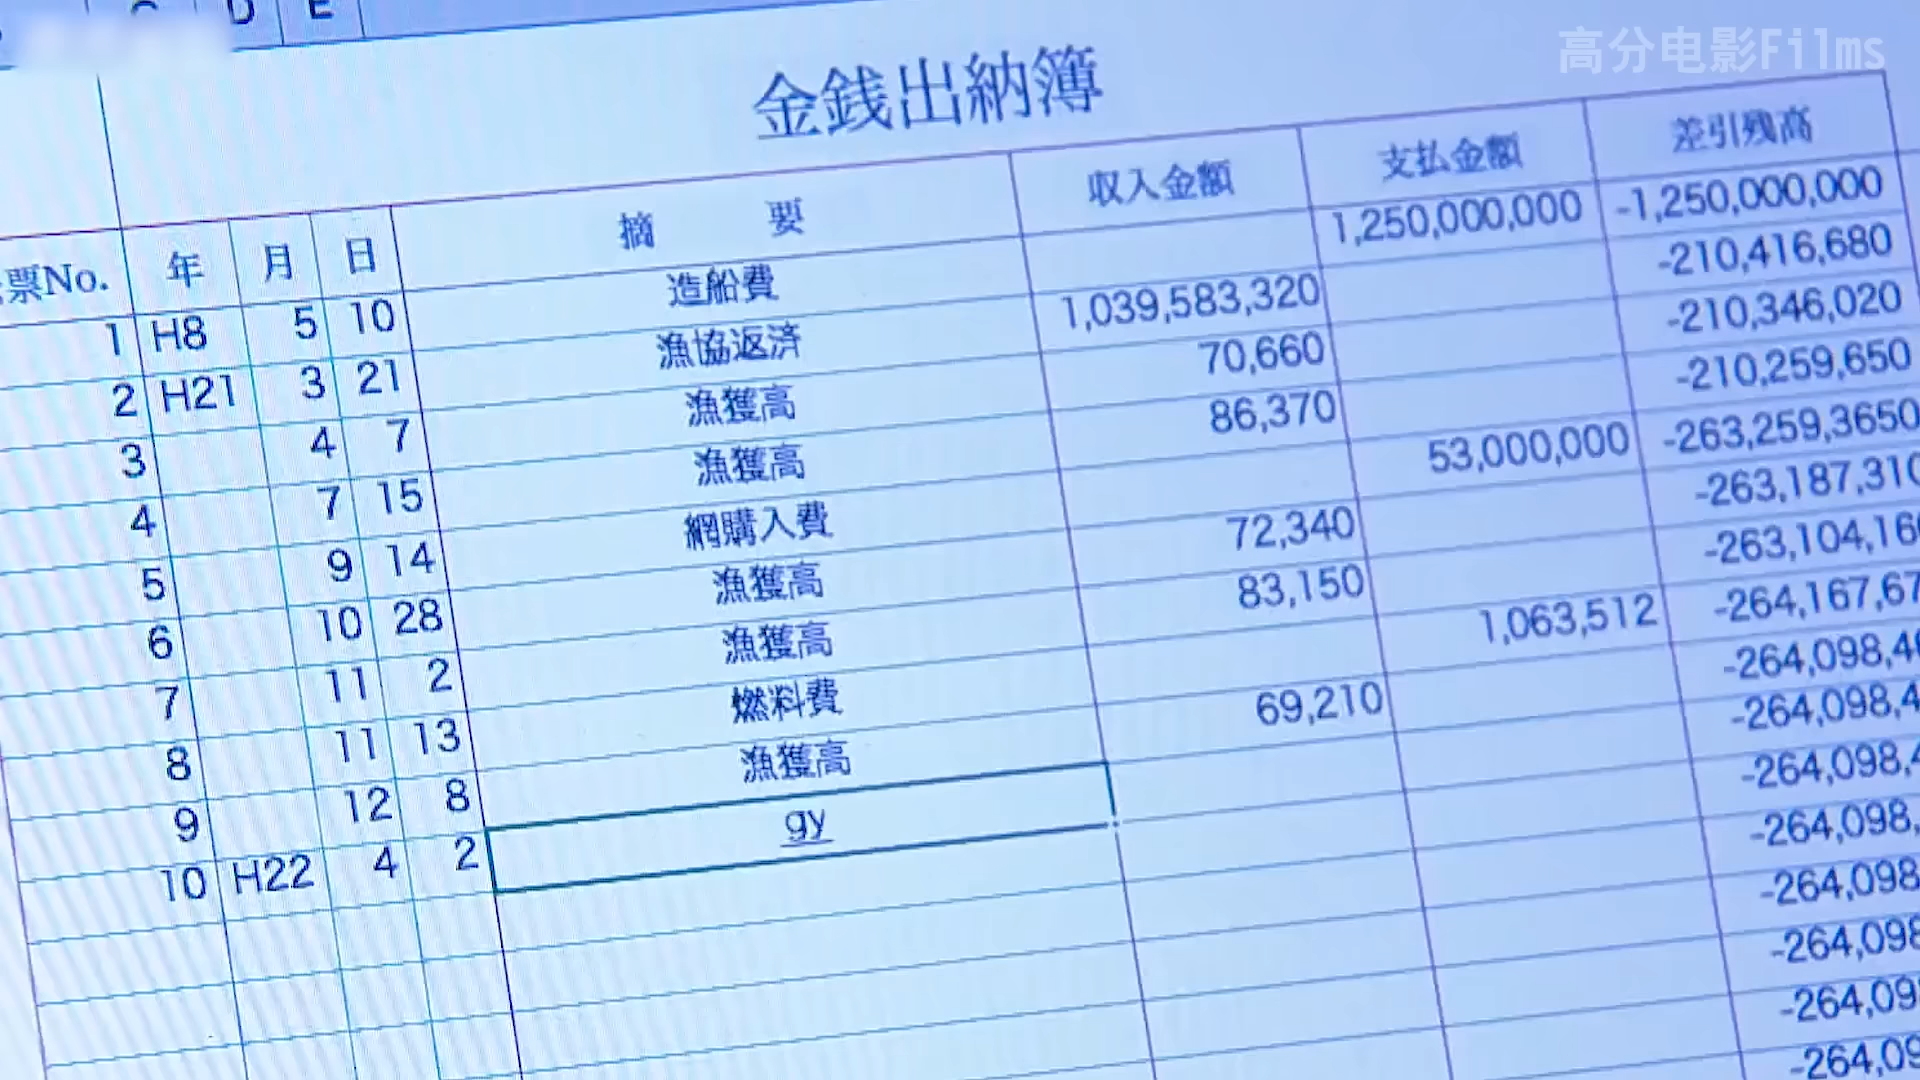 D E
高分电影Films
金銭出納簿
票No. 年 月 日 摘 要 収入金額 支払金額 差引残高
1 H8 5 10 造船費 1,250,000,000 -1,250,000,000
2 H21 3 21 漁協返済 1,039,583,320 -210,416,680
3 4 7 漁獲高 70,660 -210,346,020
4 7 15 漁獲高 86,370 -210,259,650
5 9 14 網購入費 53,000,000 -263,259,3650
6 10 28 漁獲高 72,340 -263,187,310
7 11 2 漁獲高 83,150 -263,104,160
8 11 13 燃料費 1,063,512 -264,167,67
9 12 8 漁獲高 69,210 -264,098,4
10 H22 4 2 gy -264,098,4
-264,098,4
-264,098,
-264,098
-264,098
-264,09
-264,09